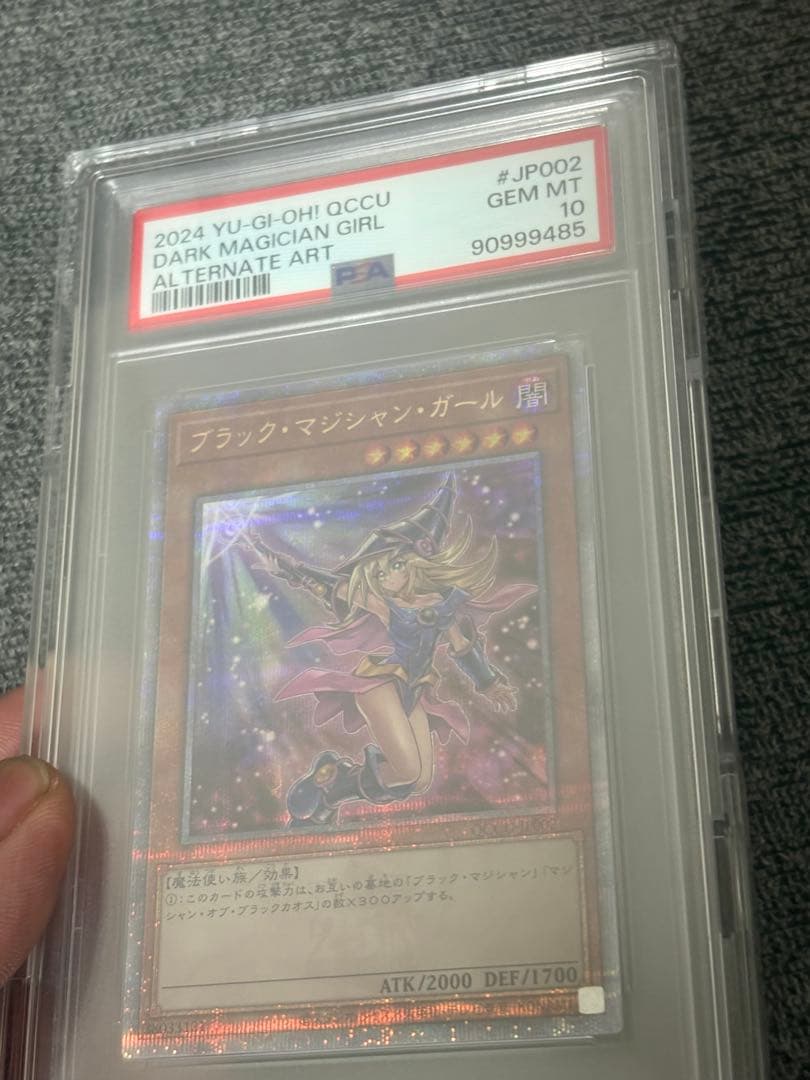 2024 YU-GI-OH! QCCU
#JP002
DARK MAGICIAN GIRL
GEM MT
ALTERNATE ART
10
PSA
90999485
ブラック・マジシャン・ガール
闇
【魔法使い族/効果】
①:このカードの攻撃力は、お互いの墓地の「ブラック・マジシャン」「マジ
シャン・オブ・ブラックカオス」の数×300アップする。
ATK/2000 DEF/1700